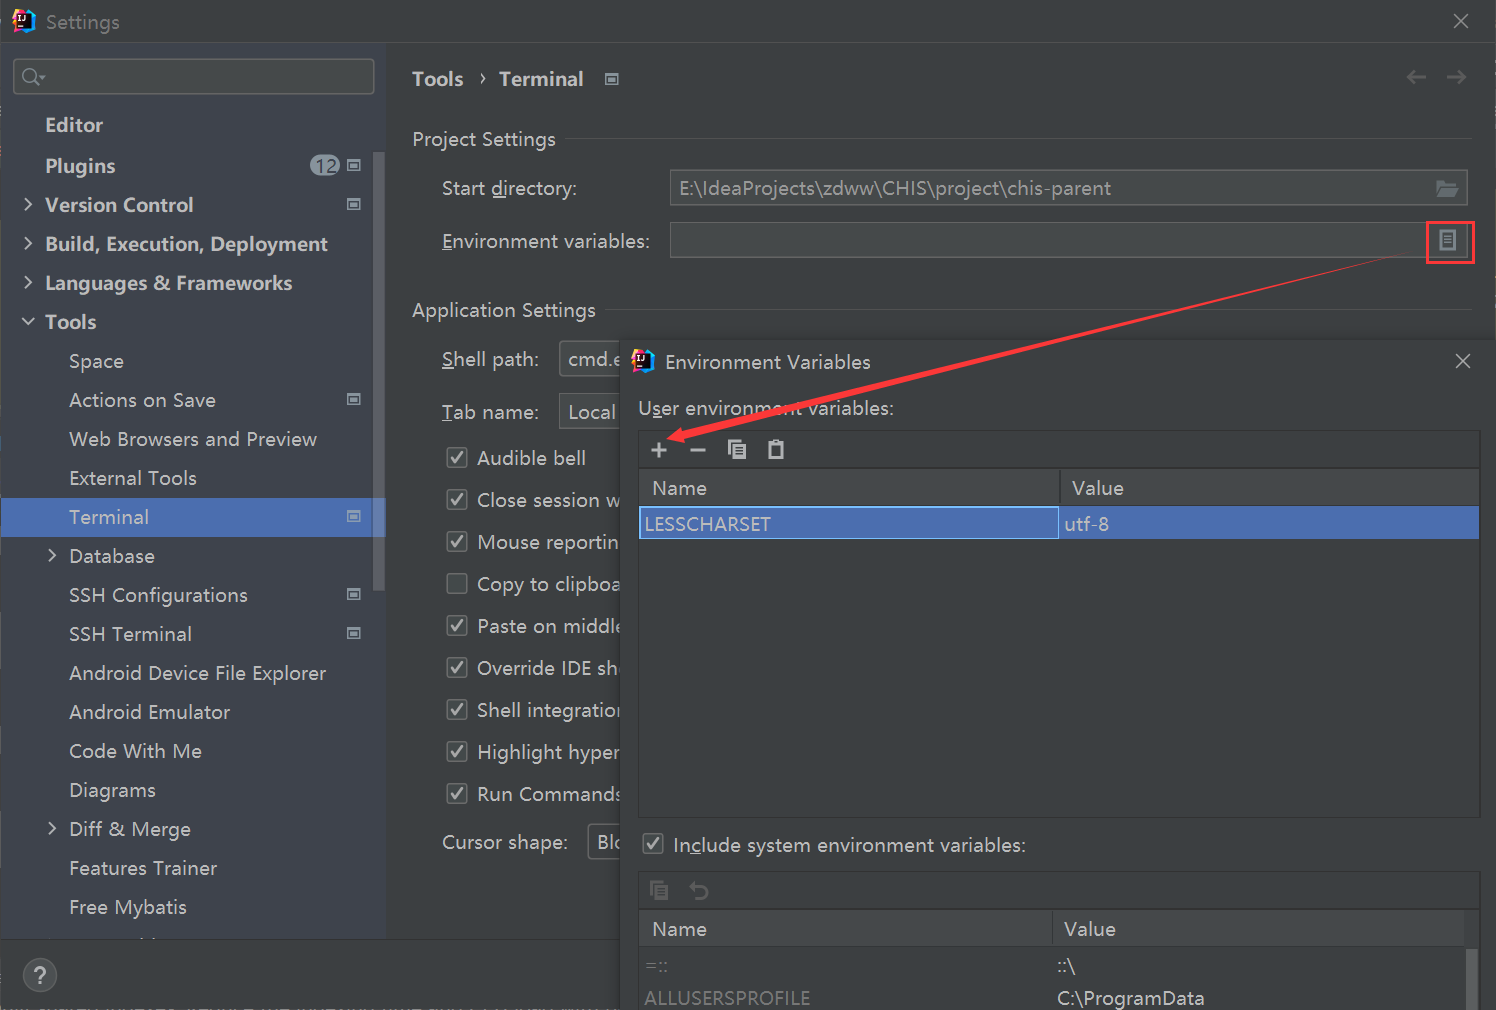 Settings
Tools › Terminal
Editor
Plugins 12
Version Control
Build, Execution, Deployment
Languages & Frameworks
Tools
Space
Actions on Save
Web Browsers and Preview
External Tools
Terminal
Database
SSH Configurations
SSH Terminal
Android Device File Explorer
Android Emulator
Code With Me
Diagrams
Diff & Merge
Features Trainer
Free Mybatis
?
Project Settings
Start directory: E:\IdeaProjects\zdww\CHIS\project\chis-parent
Environment variables:
Application Settings
Shell path: cmd.e
Tab name: Local
Audible bell
Close session w
Mouse reportin
Copy to clipboa
Paste on middle
Override IDE sh
Shell integration
Highlight hyper
Run Commands
Cursor shape: Blo
Environment Variables
User environment variables:
Name Value
LESSCHARSET utf-8
Include system environment variables:
Name Value
=:: ::\
ALLUSERSPROFILE C:\ProgramData